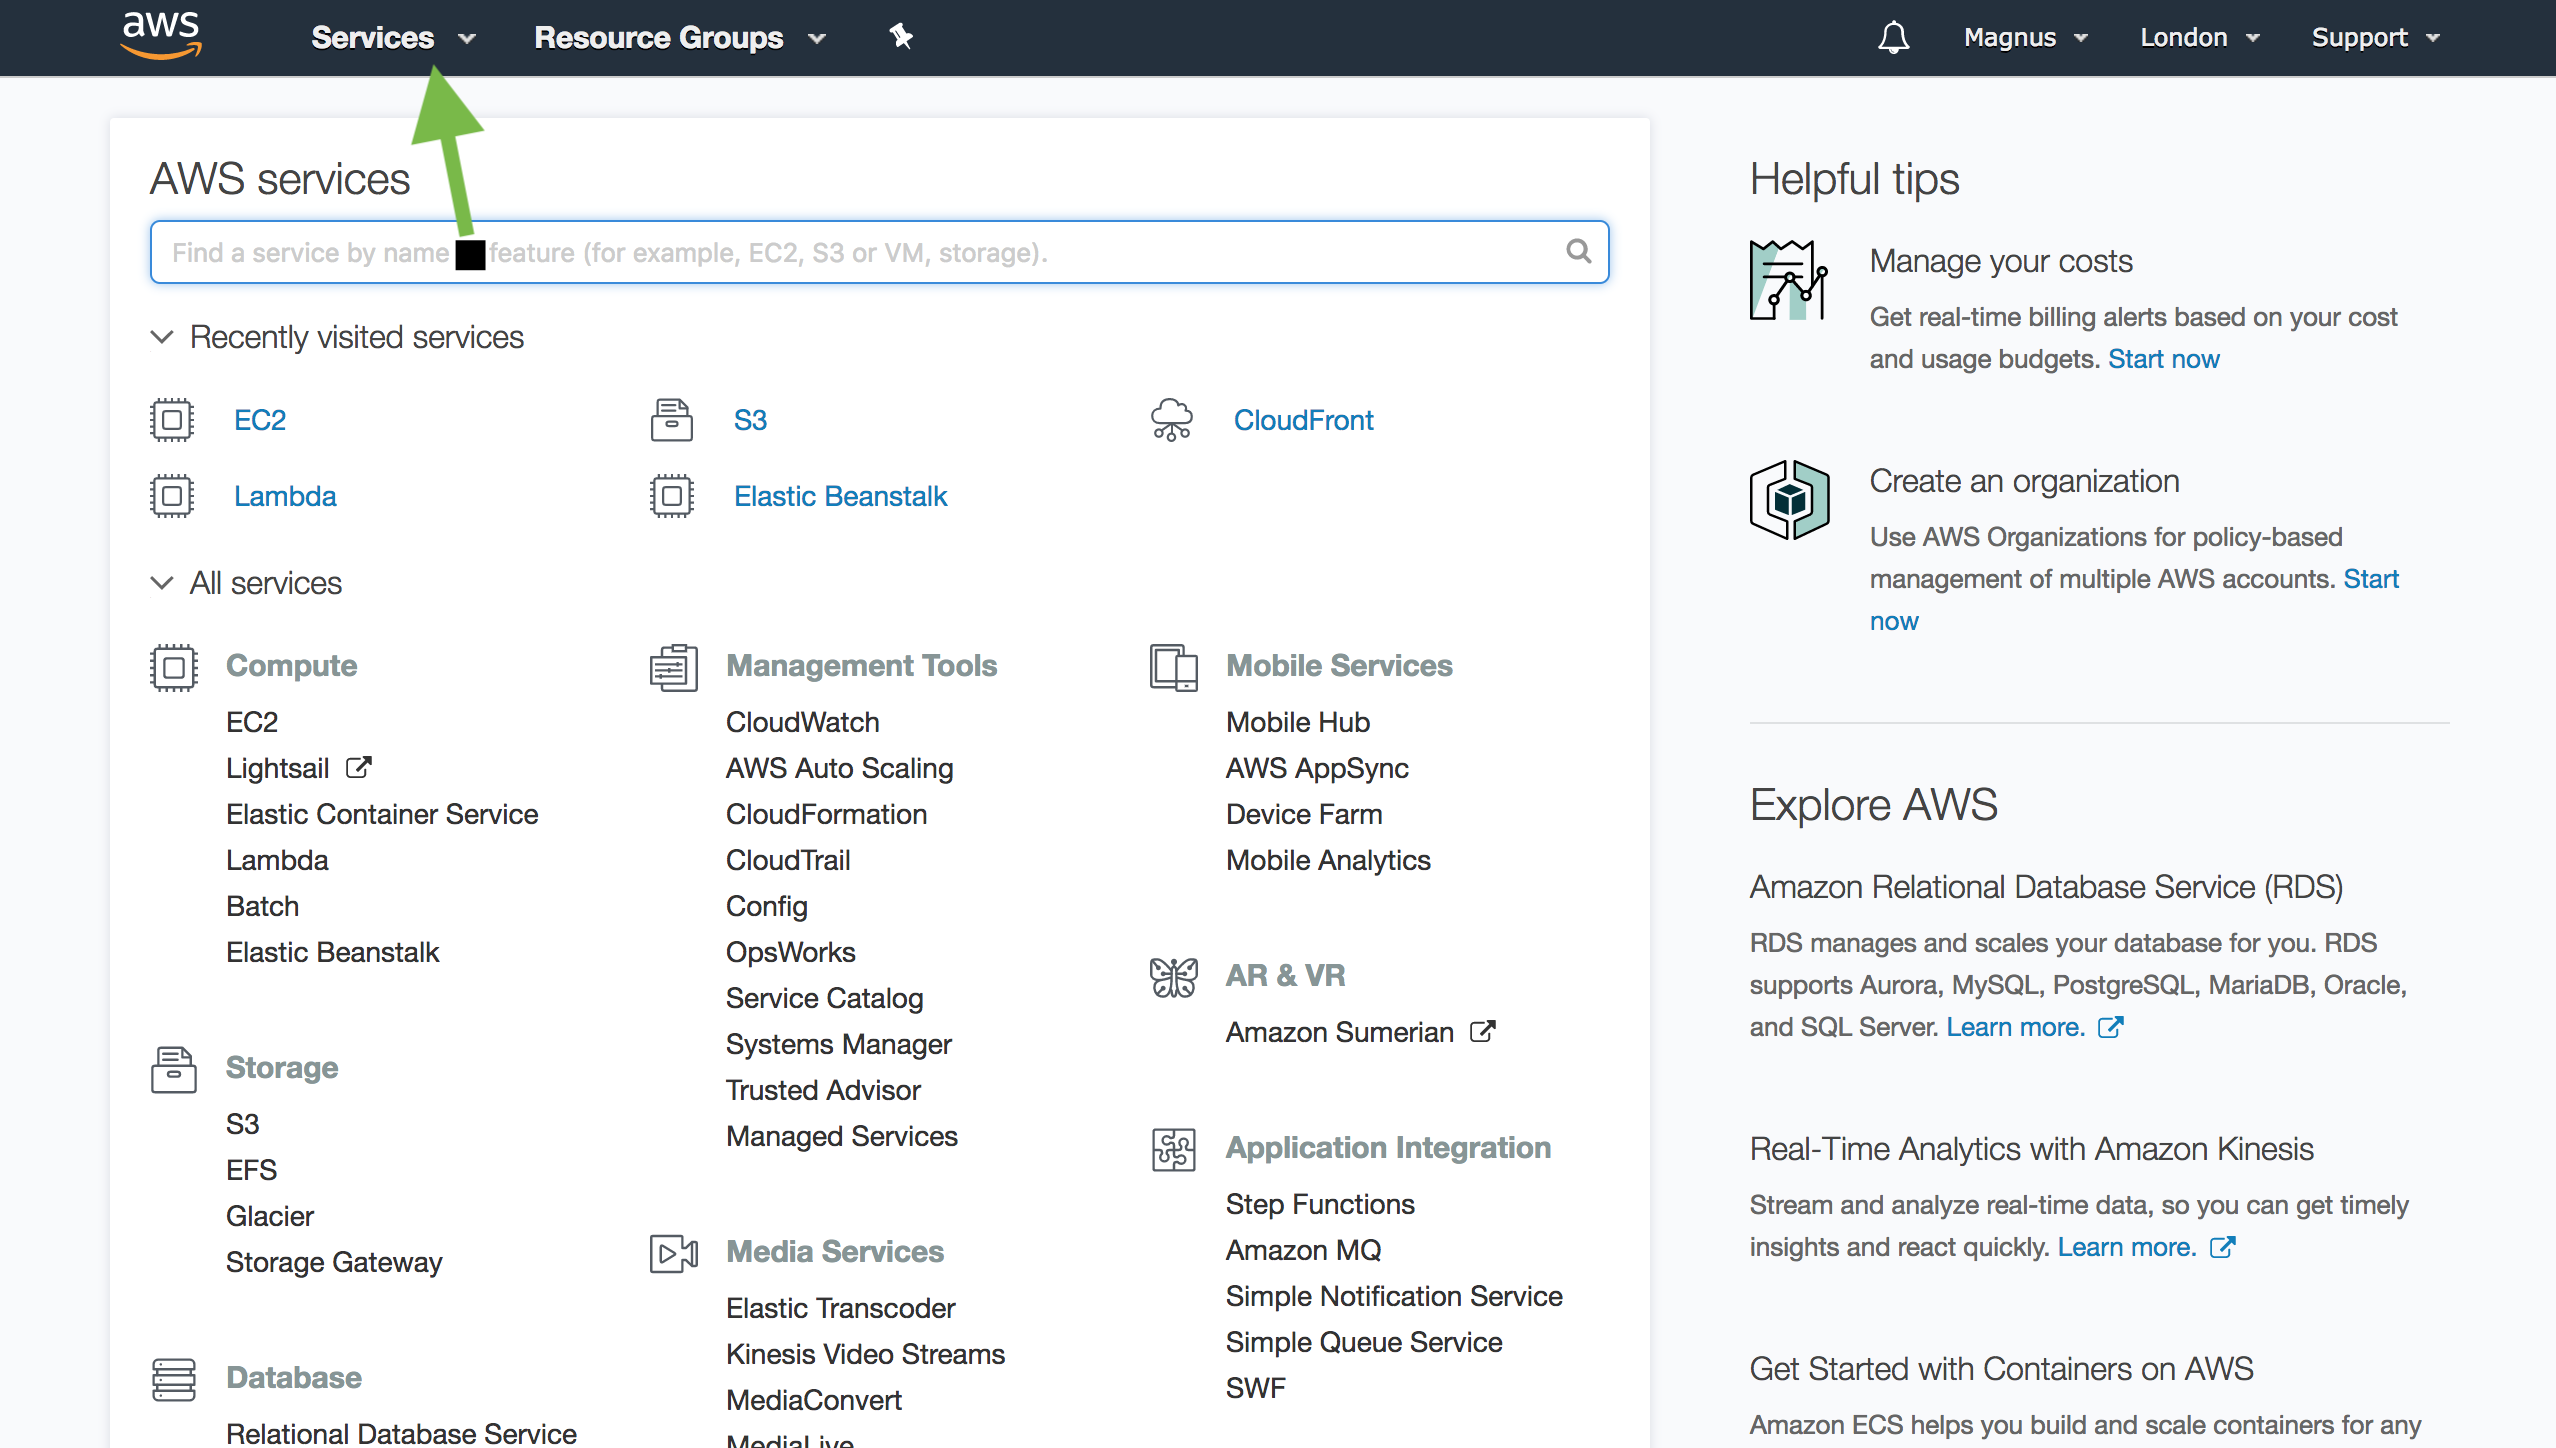 aws
Services
Resource Groups
Magnus
London
Support
AWS services
Find a service by name feature (for example, EC2, S3 or VM, storage).
Recently visited services
EC2
S3
CloudFront
Lambda
Elastic Beanstalk
All services
Compute
EC2
Lightsail
Elastic Container Service
Lambda
Batch
Elastic Beanstalk
Storage
S3
EFS
Glacier
Storage Gateway
Database
Relational Database Service
Management Tools
CloudWatch
AWS Auto Scaling
CloudFormation
CloudTrail
Config
OpsWorks
Service Catalog
Systems Manager
Trusted Advisor
Managed Services
Media Services
Elastic Transcoder
Kinesis Video Streams
MediaConvert
MediaLive
Mobile Services
Mobile Hub
AWS AppSync
Device Farm
Mobile Analytics
AR & VR
Amazon Sumerian
Application Integration
Step Functions
Amazon MQ
Simple Notification Service
Simple Queue Service
SWF
Helpful tips
Manage your costs
Get real-time billing alerts based on your cost
and usage budgets. Start now
Create an organization
Use AWS Organizations for policy-based
management of multiple AWS accounts. Start
now
Explore AWS
Amazon Relational Database Service (RDS)
RDS manages and scales your database for you. RDS
supports Aurora, MySQL, PostgreSQL, MariaDB, Oracle,
and SQL Server. Learn more.
Real-Time Analytics with Amazon Kinesis
Stream and analyze real-time data, so you can get timely
insights and react quickly. Learn more.
Get Started with Containers on AWS
Amazon ECS helps you build and scale containers for any